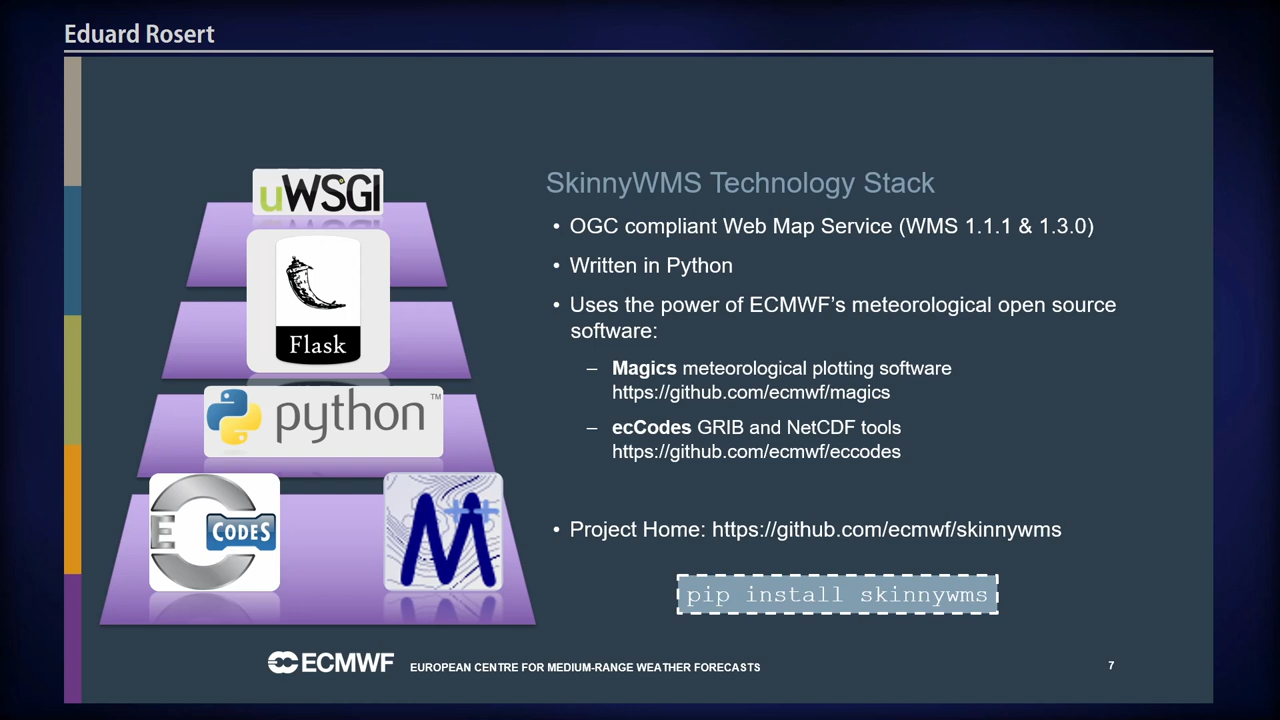 Eduard Rosert
uWSGI
Flask
python™
E CODES
M++
SkinnyWMS Technology Stack
• OGC compliant Web Map Service (WMS 1.1.1 & 1.3.0)
• Written in Python
• Uses the power of ECMWF’s meteorological open source
software:
– Magics meteorological plotting software
https://github.com/ecmwf/magics
– ecCodes GRIB and NetCDF tools
https://github.com/ecmwf/eccodes
• Project Home: https://github.com/ecmwf/skinnywms
pip install skinnywms
ECMWF EUROPEAN CENTRE FOR MEDIUM-RANGE WEATHER FORECASTS
7